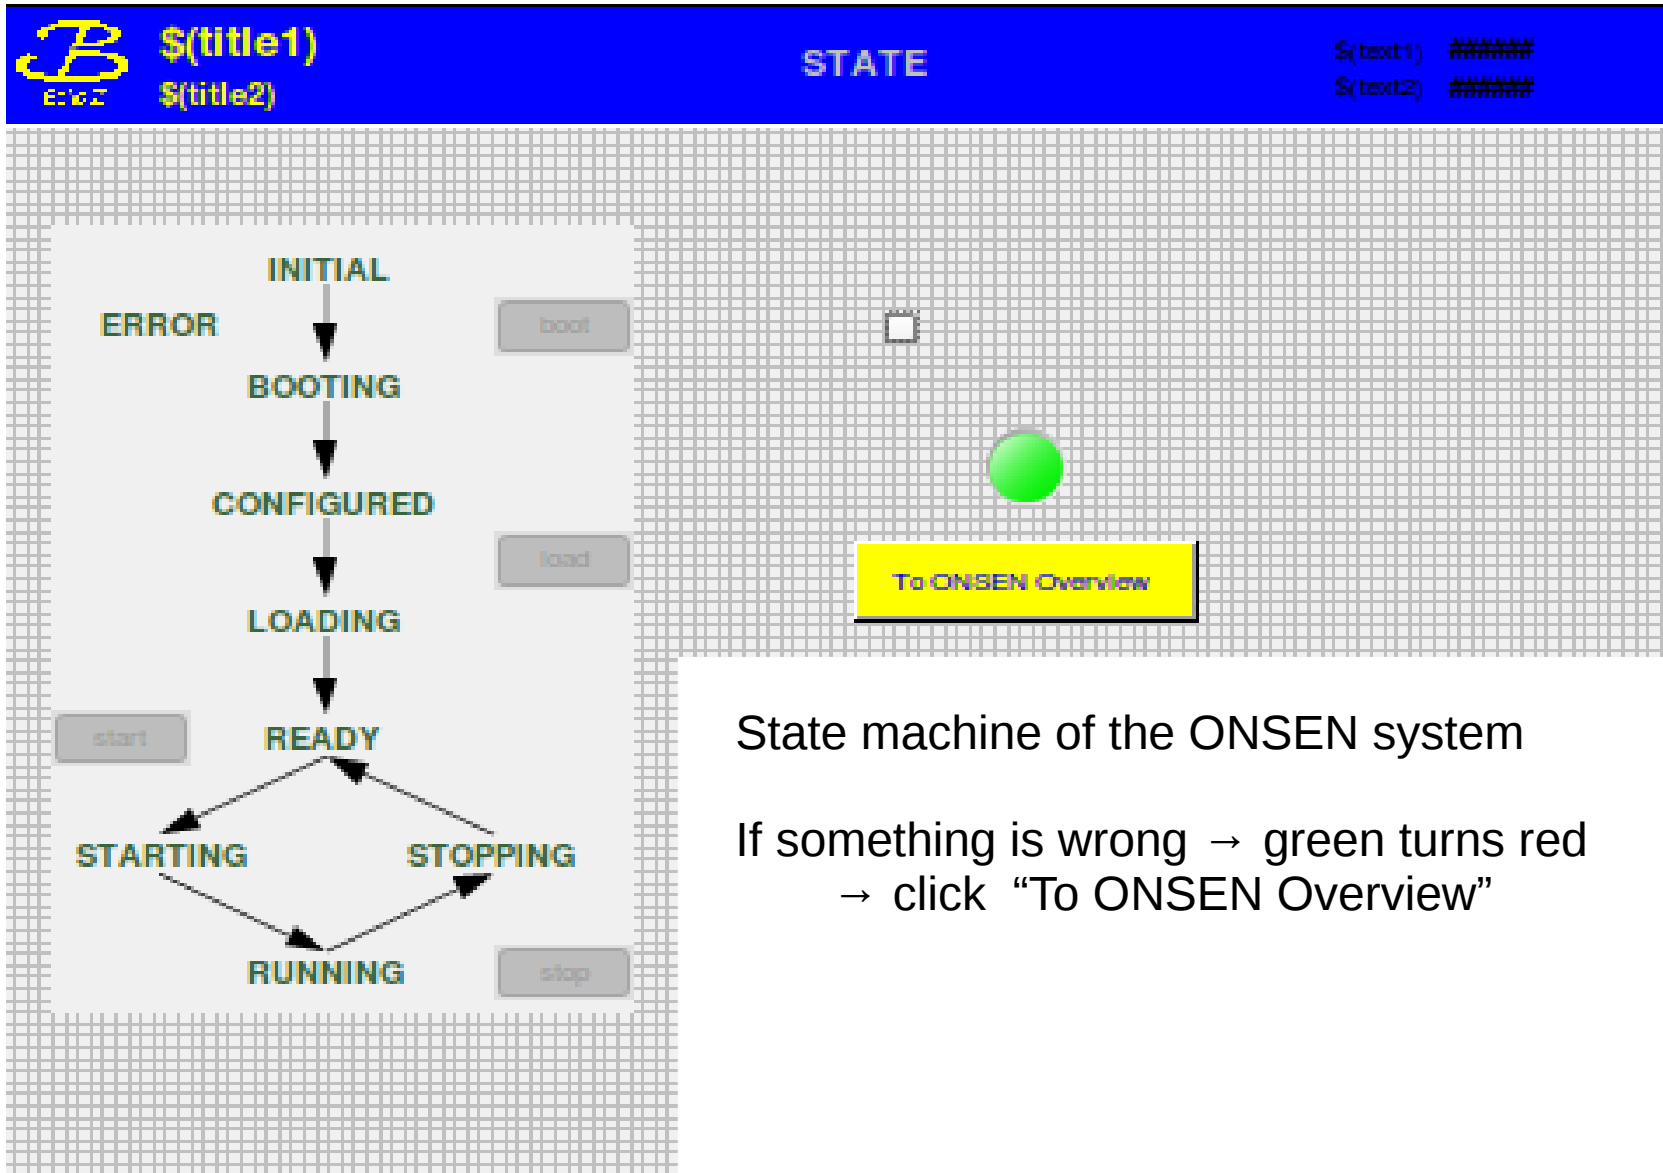 $(title1)
$(title2)
STATE
$(text1) ######
$(text2) ######
INITIAL
ERROR
boot
BOOTING
CONFIGURED
load
LOADING
To ONSEN Overview
start
READY
STARTING
STOPPING
RUNNING
stop
State machine of the ONSEN system
If something is wrong → green turns red
→ click “To ONSEN Overview”